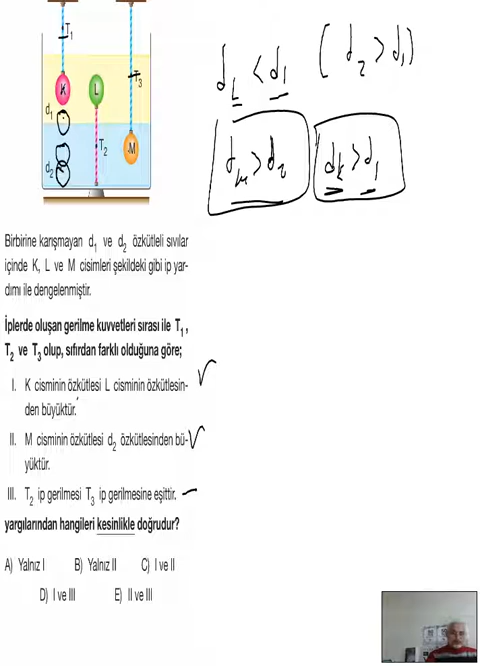 T₁
K
L
T₃
d₁
T₂
M
d₂
d_L < d₁ (d₂ > d₁)
d_M > d₂ d_K > d₁
Birbirine karışmayan d₁ ve d₂ özkütleli sıvılar
içinde K, L ve M cisimleri şekildeki gibi ip yar-
dımı ile dengelenmiştir.
İplerde oluşan gerilme kuvvetleri sırası ile T₁,
T₂ ve T₃ olup, sıfırdan farklı olduğuna göre;
I. K cisminin özkütlesi L cisminin özkütlesin-
den büyüktür.
II. M cisminin özkütlesi d₂ özkütlesinden bü-
yüktür.
III. T₂ ip gerilmesi T₃ ip gerilmesine eşittir.
yargılarından hangileri kesinlikle doğrudur?
A) Yalnız I B) Yalnız II C) I ve II
D) I ve III E) II ve III